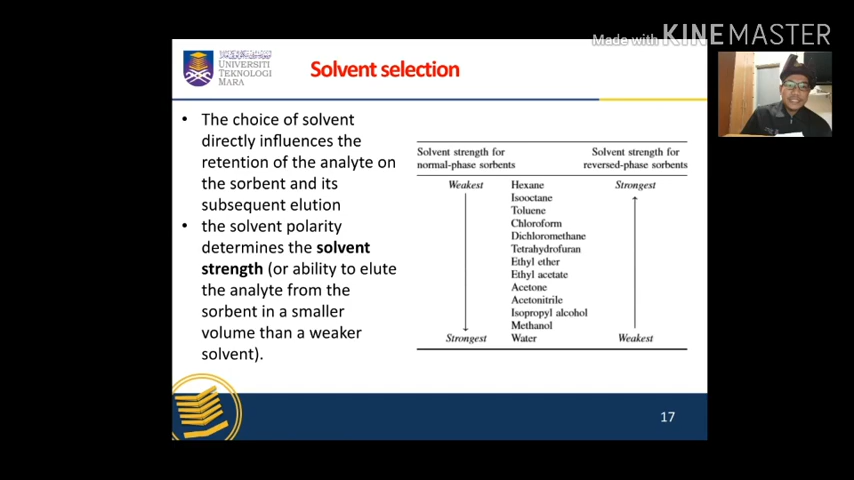 Made with KINEMASTER
UNIVERSITI
TEKNOLOGI
MARA
Solvent selection
• The choice of solvent
directly influences the
retention of the analyte on
the sorbent and its
subsequent elution
• the solvent polarity
determines the solvent
strength (or ability to elute
the analyte from the
sorbent in a smaller
volume than a weaker
solvent).
Solvent strength for Solvent strength for
normal-phase sorbents reversed-phase sorbents
Weakest Hexane Strongest
Isooctane
Toluene
Chloroform
Dichloromethane
Tetrahydrofuran
Ethyl ether
Ethyl acetate
Acetone
Acetonitrile
Isopropyl alcohol
Methanol
Strongest Water Weakest
17